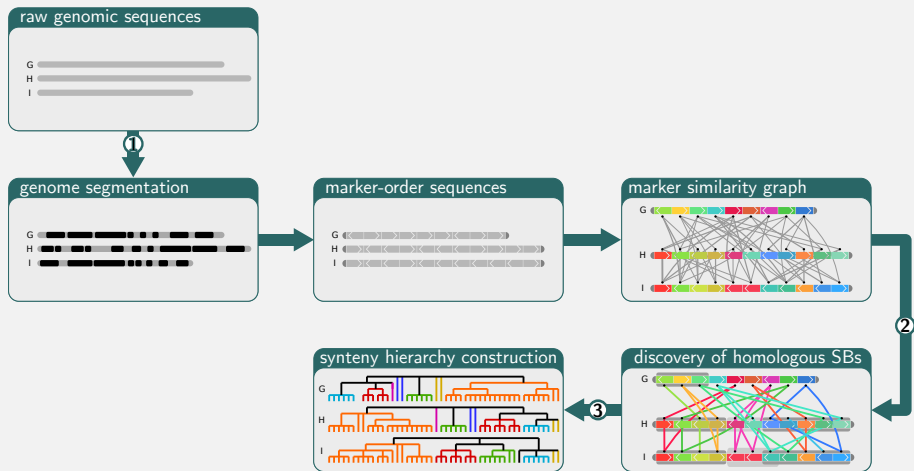 raw genomic sequences
G
H
I
1
genome segmentation
G
H
I
marker-order sequences
G
H
I
marker similarity graph
G
H
I
2
synteny hierarchy construction
G
H
I
3
discovery of homologous SBs
G
H
I